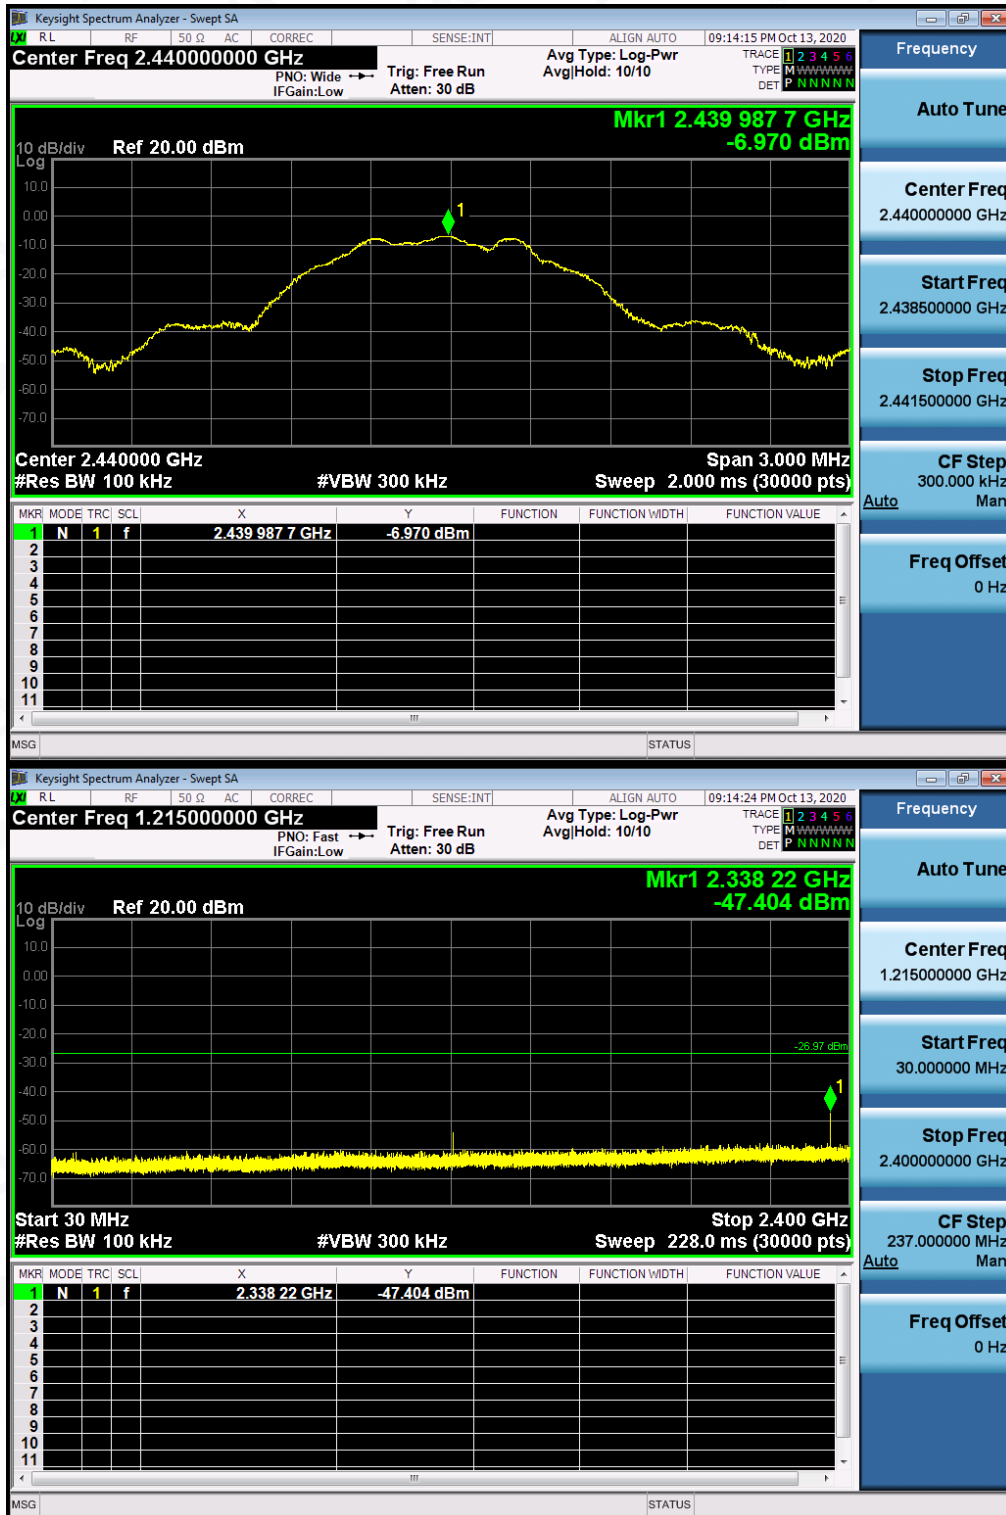 Keysight Spectrum Analyzer - Swept SA
LXI RL RF 50 Ω AC CORREC SENSE:INT ALIGN AUTO 09:14:15 PM Oct 13, 2020
Center Freq 2.440000000 GHz
PNO: Wide
IFGain:Low
Trig: Free Run
Atten: 30 dB
Avg Type: Log-Pwr
Avg|Hold: 10/10
TRACE 1 2 3 4 5 6
TYPE M W W W W W
DET P N N N N N
Mkr1 2.439 987 7 GHz
-6.970 dBm
10 dB/div Ref 20.00 dBm
Log
10.0
0.00
-10.0
-20.0
-30.0
-40.0
-50.0
-60.0
-70.0
1
Center 2.440000 GHz Span 3.000 MHz
#Res BW 100 kHz #VBW 300 kHz Sweep 2.000 ms (30000 pts)
MKR MODE TRC SCL X Y FUNCTION FUNCTION WIDTH FUNCTION VALUE
1 N 1 f 2.439 987 7 GHz -6.970 dBm
2
3
4
5
6
7
8
9
10
11
MSG STATUS
Frequency
Auto Tune
Center Freq
2.440000000 GHz
Start Freq
2.438500000 GHz
Stop Freq
2.441500000 GHz
CF Step
300.000 kHz
Auto Man
Freq Offset
0 Hz
Keysight Spectrum Analyzer - Swept SA
LXI RL RF 50 Ω AC CORREC SENSE:INT ALIGN AUTO 09:14:24 PM Oct 13, 2020
Center Freq 1.215000000 GHz
PNO: Fast
IFGain:Low
Trig: Free Run
Atten: 30 dB
Avg Type: Log-Pwr
Avg|Hold: 10/10
TRACE 1 2 3 4 5 6
TYPE M W W W W W
DET P N N N N N
Mkr1 2.338 22 GHz
-47.404 dBm
10 dB/div Ref 20.00 dBm
Log
10.0
0.00
-10.0
-20.0
-30.0
-40.0
-50.0
-60.0
-70.0
-26.97 dBm
1
Start 30 MHz Stop 2.400 GHz
#Res BW 100 kHz #VBW 300 kHz Sweep 228.0 ms (30000 pts)
MKR MODE TRC SCL X Y FUNCTION FUNCTION WIDTH FUNCTION VALUE
1 N 1 f 2.338 22 GHz -47.404 dBm
2
3
4
5
6
7
8
9
10
11
MSG STATUS
Frequency
Auto Tune
Center Freq
1.215000000 GHz
Start Freq
30.000000 MHz
Stop Freq
2.400000000 GHz
CF Step
237.000000 MHz
Auto Man
Freq Offset
0 Hz